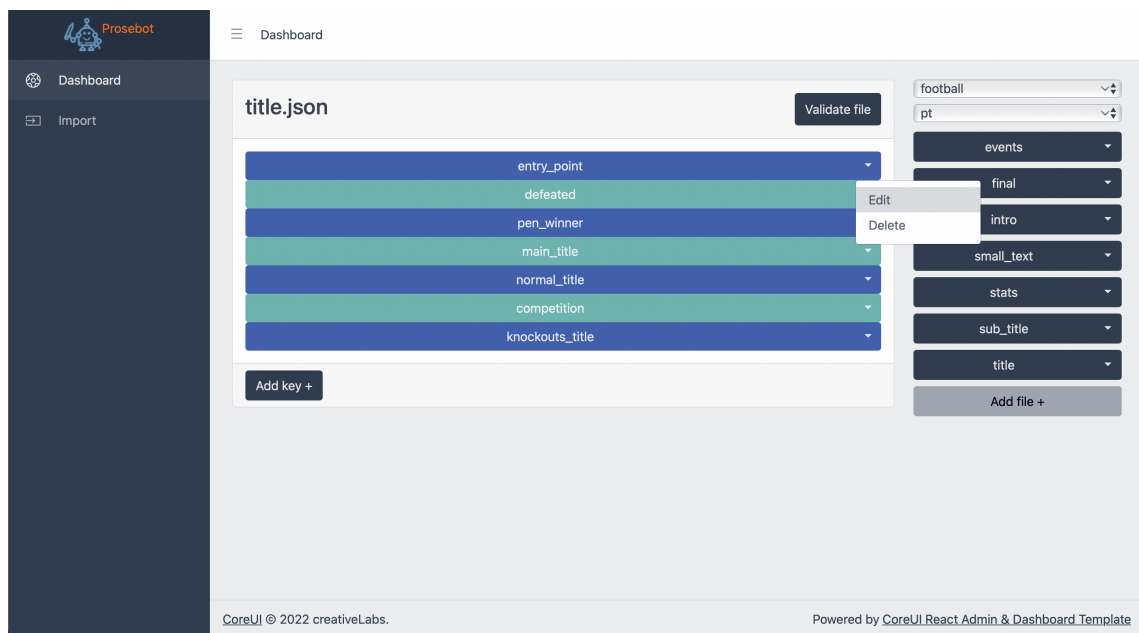 Prosebot
Dashboard
Import
Dashboard
title.json
Validate file
entry_point
defeated
pen_winner
main_title
normal_title
competition
knockouts_title
Edit
Delete
Add key +
football
pt
events
final
intro
small_text
stats
sub_title
title
Add file +
CoreUI © 2022 creativeLabs.
Powered by CoreUI React Admin & Dashboard Template